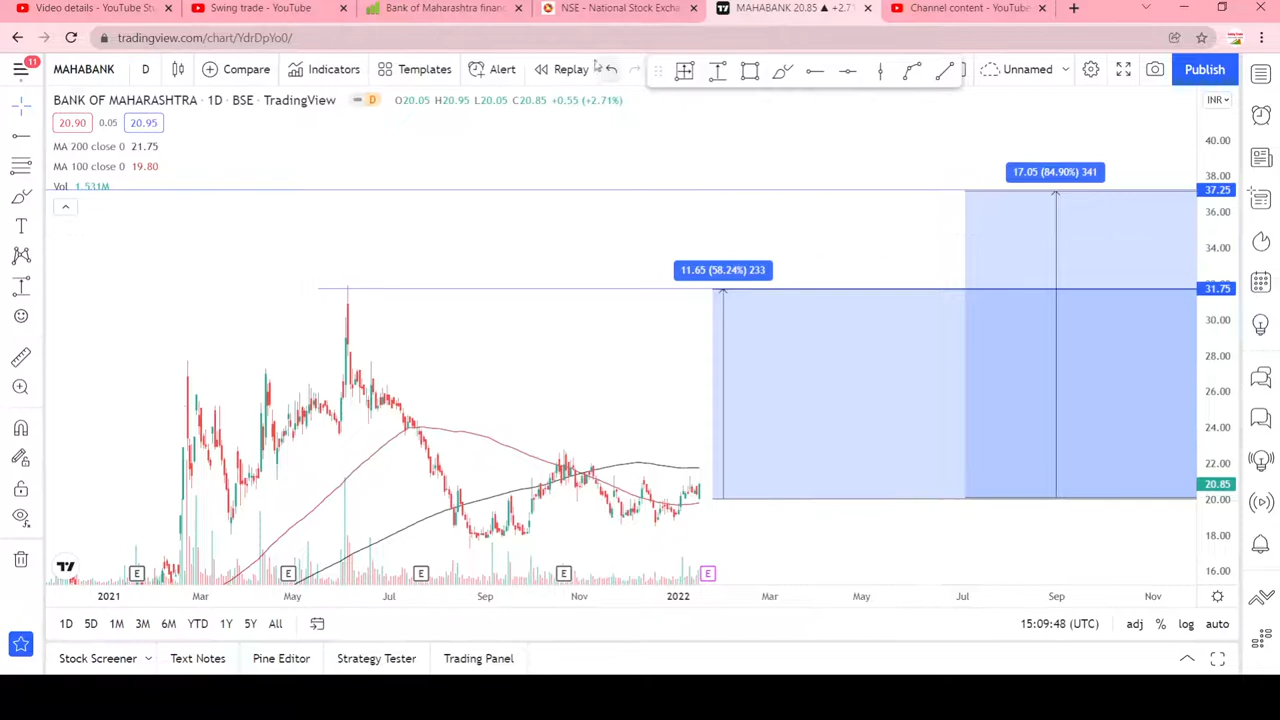 Video details - YouTube St
Swing trade - YouTube
Bank of Maharashtra financ
NSE - National Stock Excha
MAHABANK 20.85 ▲ +2.7
Channel content - YouTube
tradingview.com/chart/YdrDpYo0/
11
MAHABANK
D
Compare
Indicators
Templates
Alert
Replay
Unnamed
Publish
BANK OF MAHARASHTRA · 1D · BSE · TradingView
D
O20.05 H20.95 L20.05 C20.85 +0.55 (+2.71%)
INR
20.90
0.05
20.95
MA 200 close 0 21.75
MA 100 close 0 19.80
Vol 1.531M
17.05 (84.90%) 341
11.65 (58.24%) 233
40.00
38.00
37.25
36.00
34.00
31.75
30.00
28.00
26.00
24.00
22.00
20.85
20.00
18.00
16.00
E
E
E
E
E
2021
Mar
May
Jul
Sep
Nov
2022
Mar
May
Jul
Sep
Nov
1D
5D
1M
3M
6M
YTD
1Y
5Y
All
15:09:48 (UTC)
adj
%
log
auto
Stock Screener
Text Notes
Pine Editor
Strategy Tester
Trading Panel